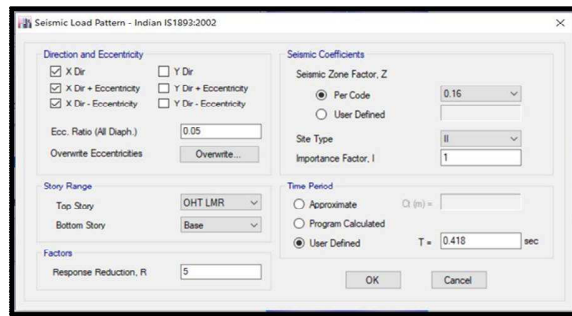 Seismic Load Pattern - Indian IS1893:2002
Direction and Eccentricity
X Dir
Y Dir
X Dir + Eccentricity
Y Dir + Eccentricity
X Dir - Eccentricity
Y Dir - Eccentricity
Ecc. Ratio (All Diaph.)
0.05
Overwrite Eccentricities
Overwrite...
Story Range
Top Story
OHT LMR
Bottom Story
Base
Factors
Response Reduction, R
5
Seismic Coefficients
Seismic Zone Factor, Z
Per Code
0.16
User Defined
Site Type
II
Importance Factor, I
1
Time Period
Approximate
Ct (m) =
Program Calculated
User Defined
T =
0.418
sec
OK
Cancel